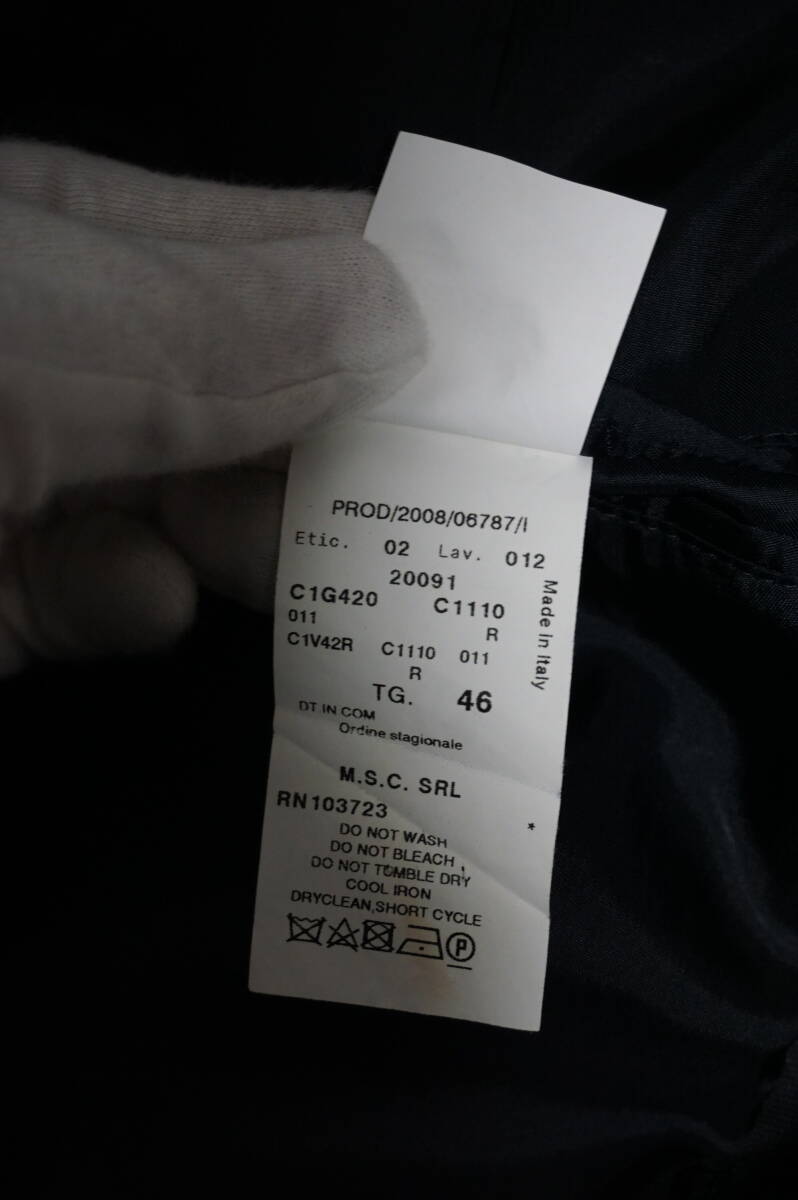 PROD/2008/06787/I
Etic. 02 Lav. 012
20091
C1G420 C1110
011 R
C1V42R C1110 011
R
TG. 46
Made in Italy
DT IN COM
Ordine stagionale
M.S.C. SRL
RN103723 *
DO NOT WASH
DO NOT BLEACH
DO NOT TUMBLE DRY
COOL IRON
DRYCLEAN,SHORT CYCLE
P